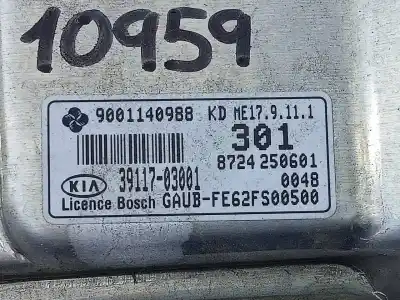 10959
9001140988 KD ME17.9.11.1
301
8724 250601
KIA 39117-03001 0048
Licence Bosch GAUB-FE62FS00500